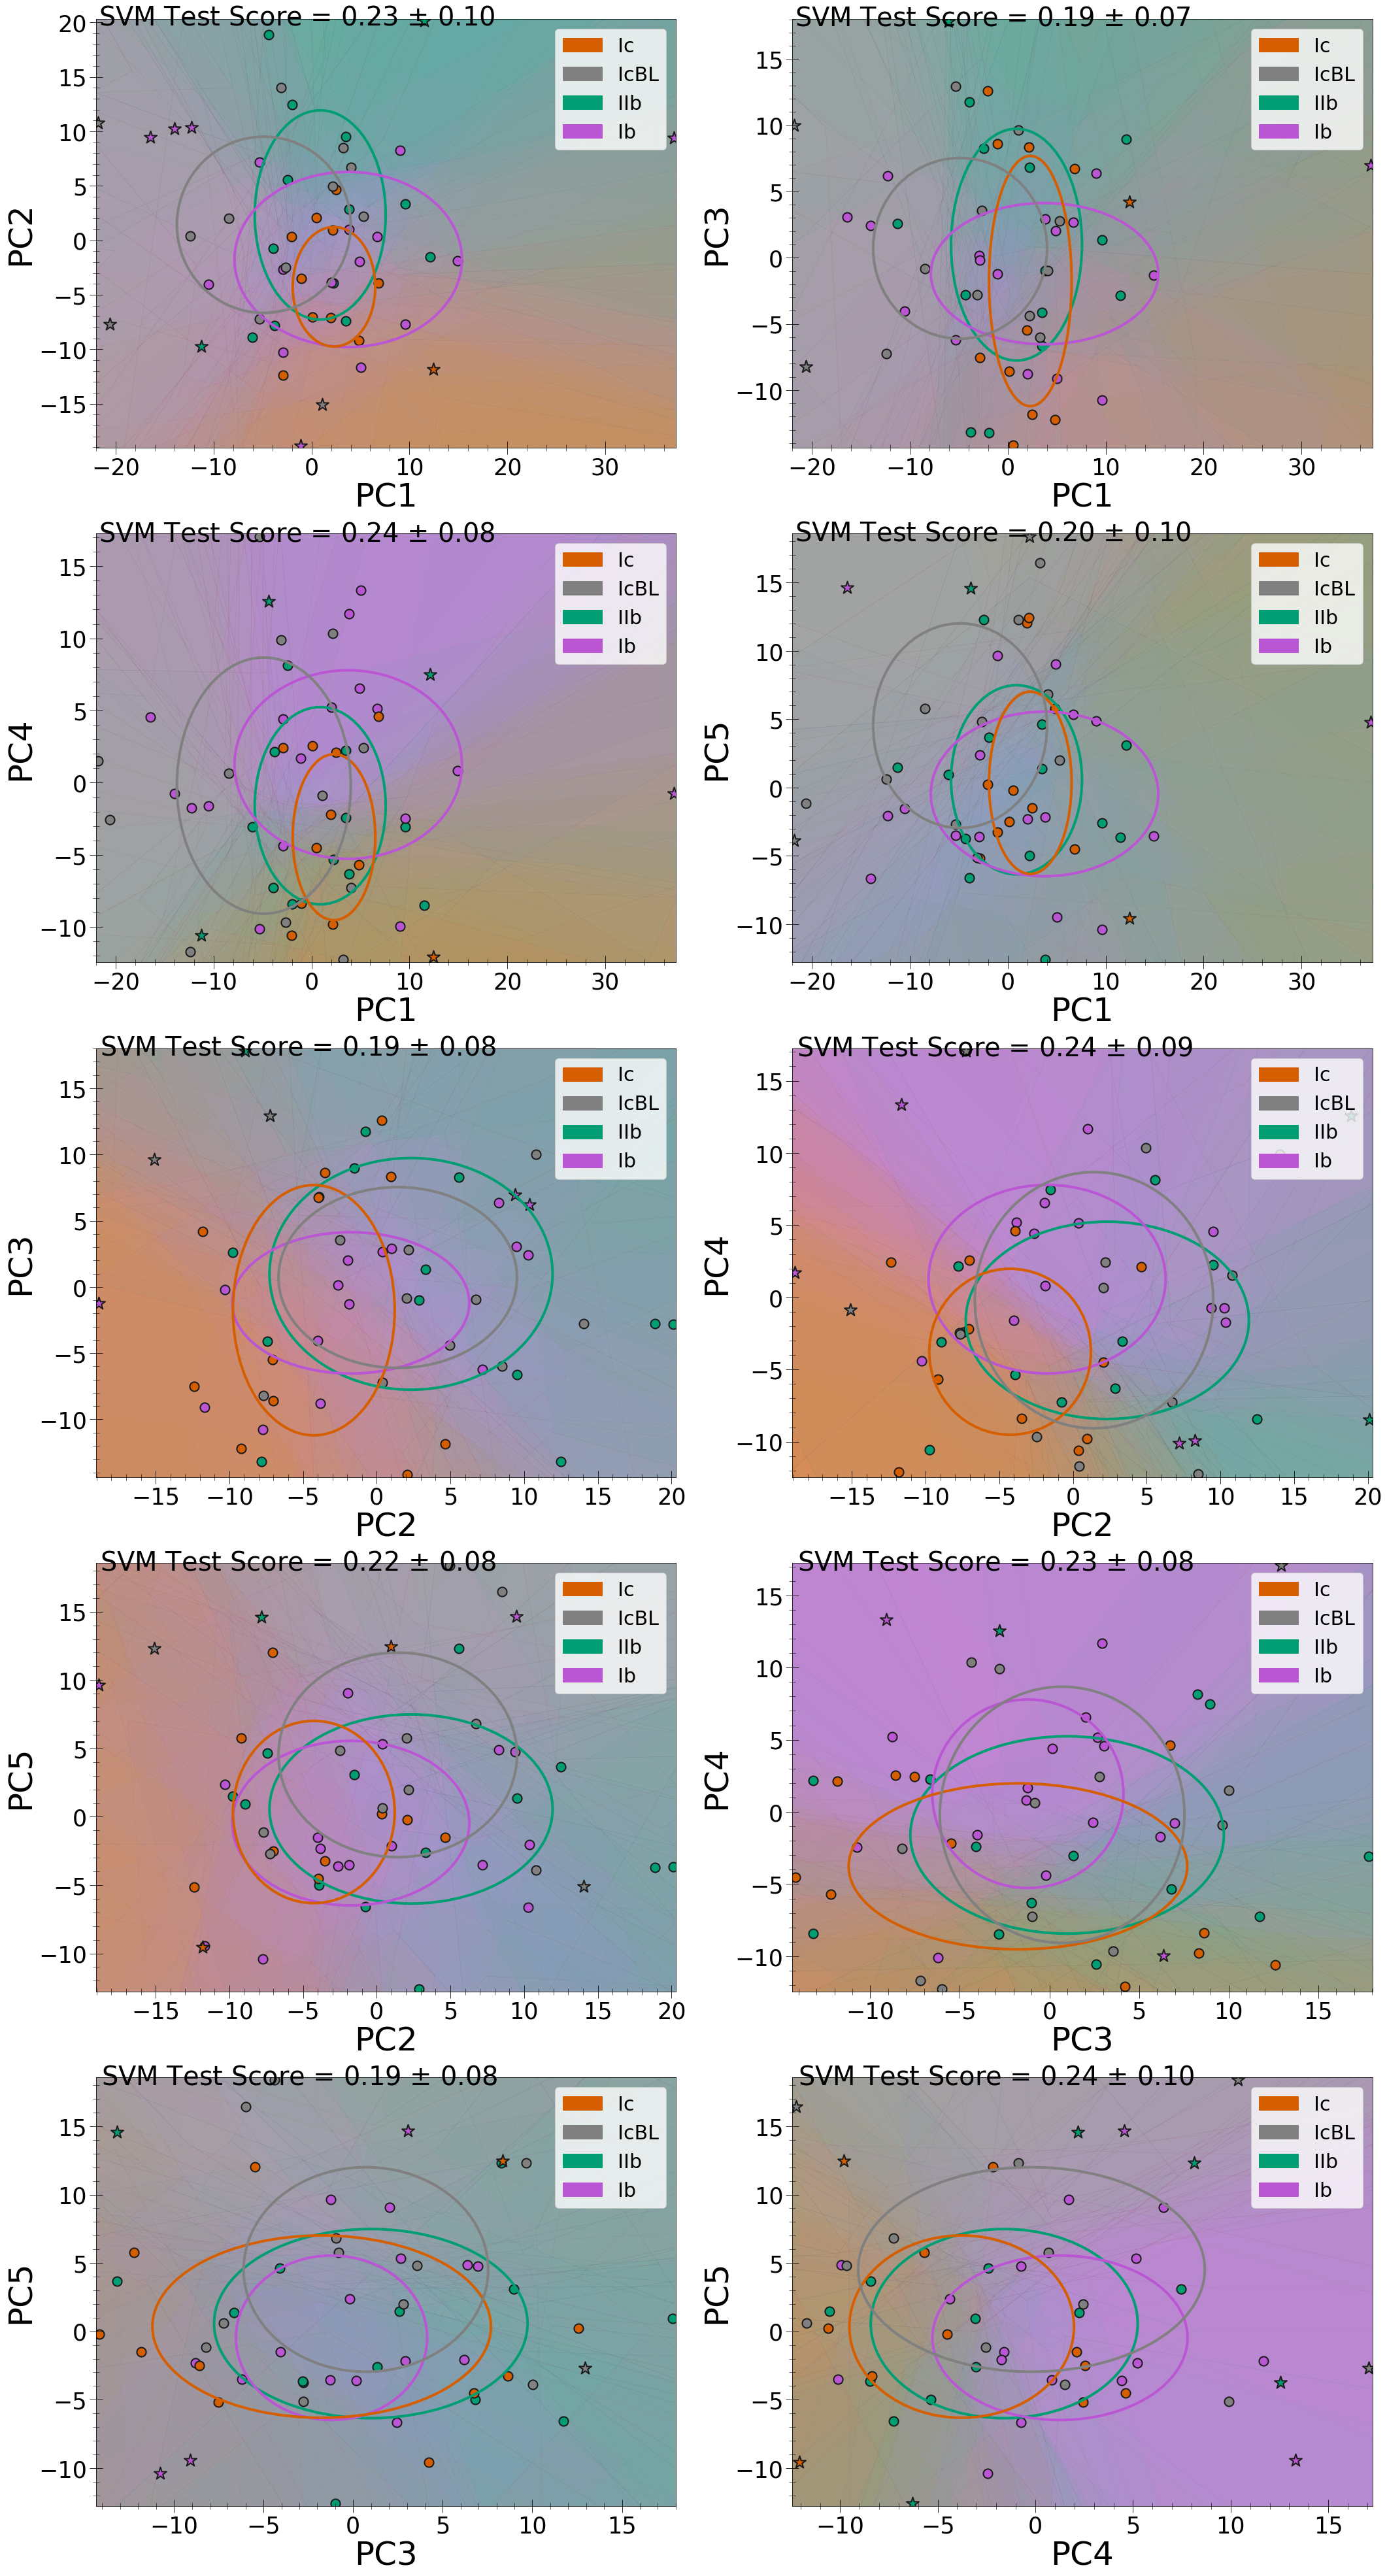 SVM Test Score = 0.23 ± 0.10
20
15
10
5
0
−5
−10
−15
PC2
−20 −10 0 10 20 30
PC1
Ic
IcBL
IIb
Ib
SVM Test Score = 0.19 ± 0.07
15
10
5
0
−5
−10
PC3
−20 −10 0 10 20 30
PC1
Ic
IcBL
IIb
Ib
SVM Test Score = 0.24 ± 0.08
15
10
5
0
−5
−10
PC4
−20 −10 0 10 20 30
PC1
Ic
IcBL
IIb
Ib
SVM Test Score = 0.20 ± 0.10
15
10
5
0
−5
−10
PC5
−20 −10 0 10 20 30
PC1
Ic
IcBL
IIb
Ib
SVM Test Score = 0.19 ± 0.08
15
10
5
0
−5
−10
PC3
−15 −10 −5 0 5 10 15 20
PC2
Ic
IcBL
IIb
Ib
SVM Test Score = 0.24 ± 0.09
15
10
5
0
−5
−10
PC4
−15 −10 −5 0 5 10 15 20
PC2
Ic
IcBL
IIb
Ib
SVM Test Score = 0.22 ± 0.08
15
10
5
0
−5
−10
PC5
−15 −10 −5 0 5 10 15 20
PC2
Ic
IcBL
IIb
Ib
SVM Test Score = 0.23 ± 0.08
15
10
5
0
−5
−10
PC4
−10 −5 0 5 10 15
PC3
Ic
IcBL
IIb
Ib
SVM Test Score = 0.19 ± 0.08
15
10
5
0
−5
−10
PC5
−10 −5 0 5 10 15
PC3
Ic
IcBL
IIb
Ib
SVM Test Score = 0.24 ± 0.10
15
10
5
0
−5
−10
PC5
−10 −5 0 5 10 15
PC4
Ic
IcBL
IIb
Ib